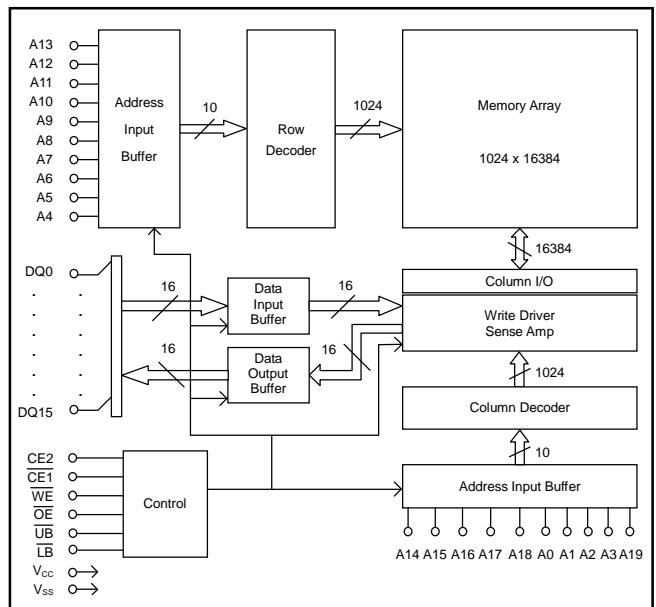 A13
A12
A11
A10
A9
A8
A7
A6
A5
A4
Address
Input
Buffer
10
Row
Decoder
1024
Memory Array
1024 x 16384
16384
DQ0
.
.
.
.
.
.
.
.
.
.
DQ15
16
Data
Input
Buffer
16
Column I/O
Write Driver
Sense Amp
16
Data
Output
Buffer
16
1024
Column Decoder
10
CE2
CE1
WE
OE
UB
LB
VCC
VSS
Control
Address Input Buffer
A14 A15 A16 A17 A18 A0 A1 A2 A3 A19